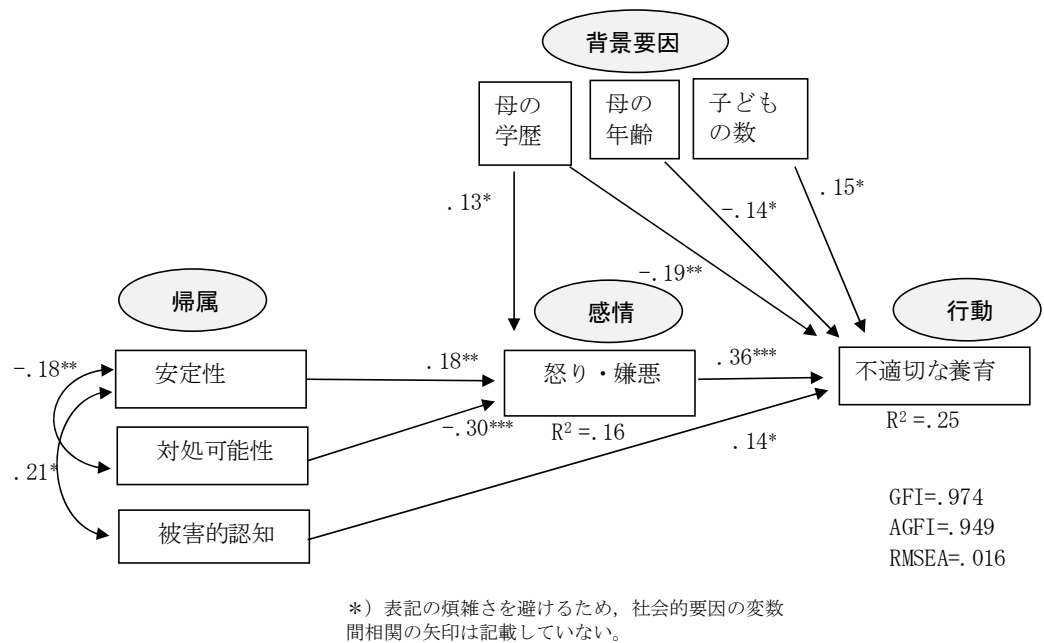 背景要因
母の
学歴
母の
年齢
子ども
の数
.13*
-.19**
-.14*
.15*
帰属
感情
行動
-.18**
.21*
安定性
対処可能性
被害的認知
.18**
-.30***
怒り・嫌悪
R² =.16
.36***
.14*
不適切な養育
R² =.25
GFI=.974
AGFI=.949
RMSEA=.016
*）表記の煩雑さを避けるため，社会的要因の変数
間相関の矢印は記載していない。